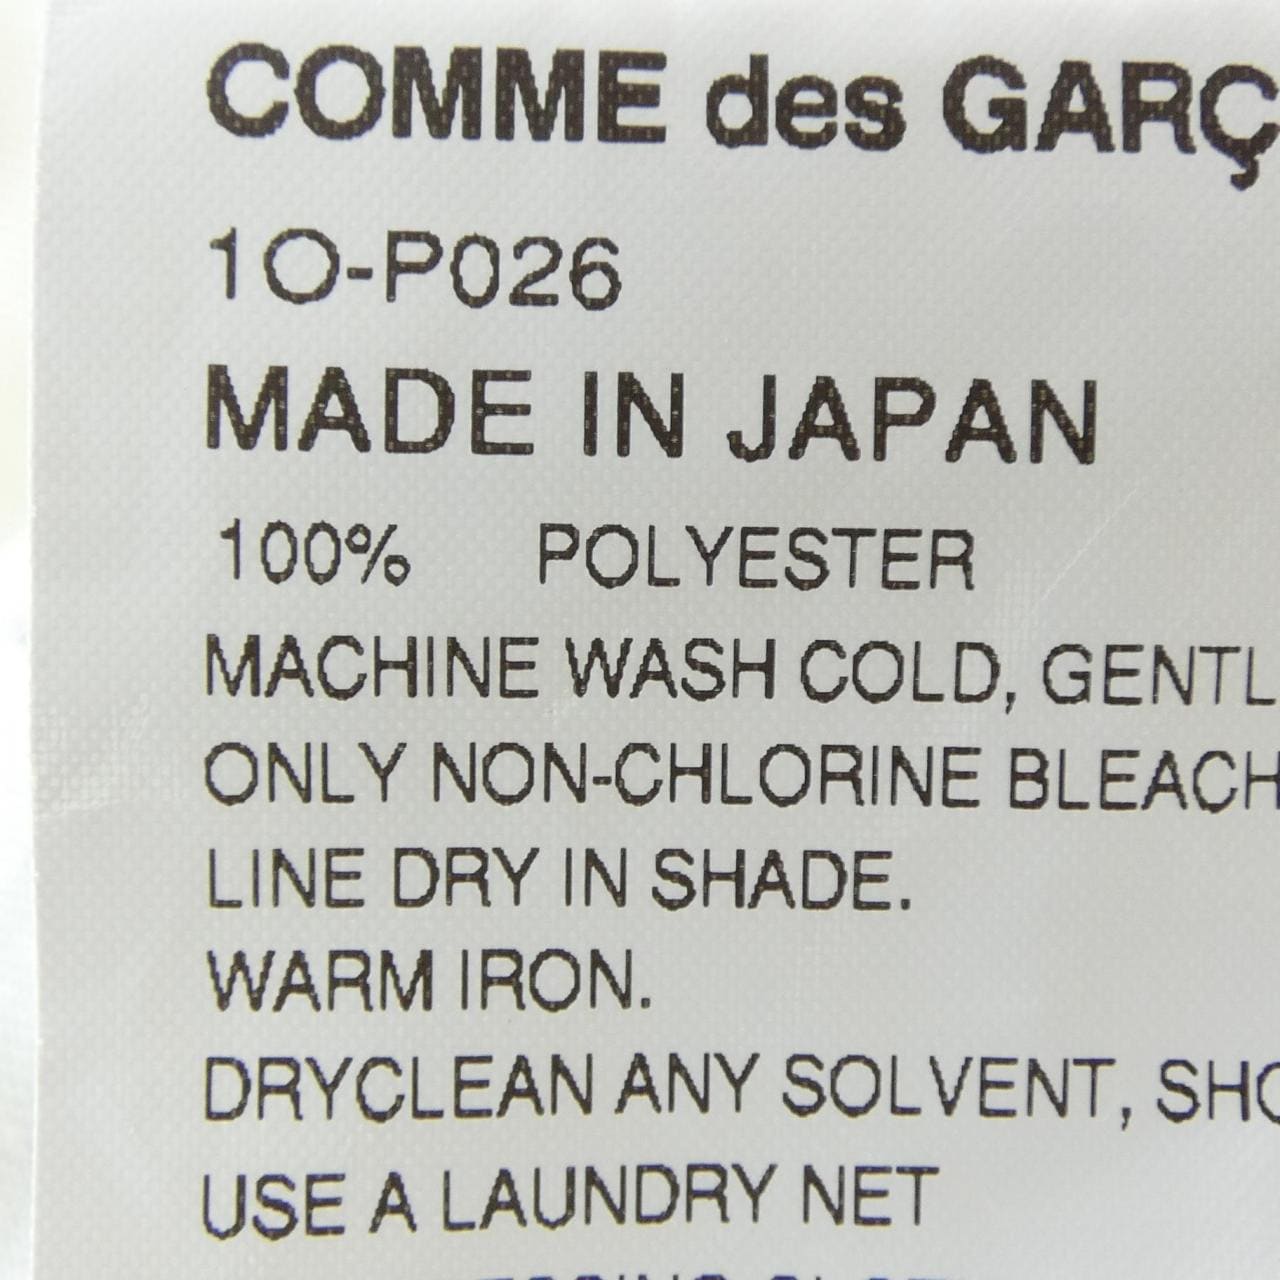 COMME des GARÇ
1O-P026
MADE IN JAPAN
100% POLYESTER
MACHINE WASH COLD, GENTL
ONLY NON-CHLORINE BLEACH
LINE DRY IN SHADE.
WARM IRON.
DRYCLEAN ANY SOLVENT, SHO
USE A LAUNDRY NET